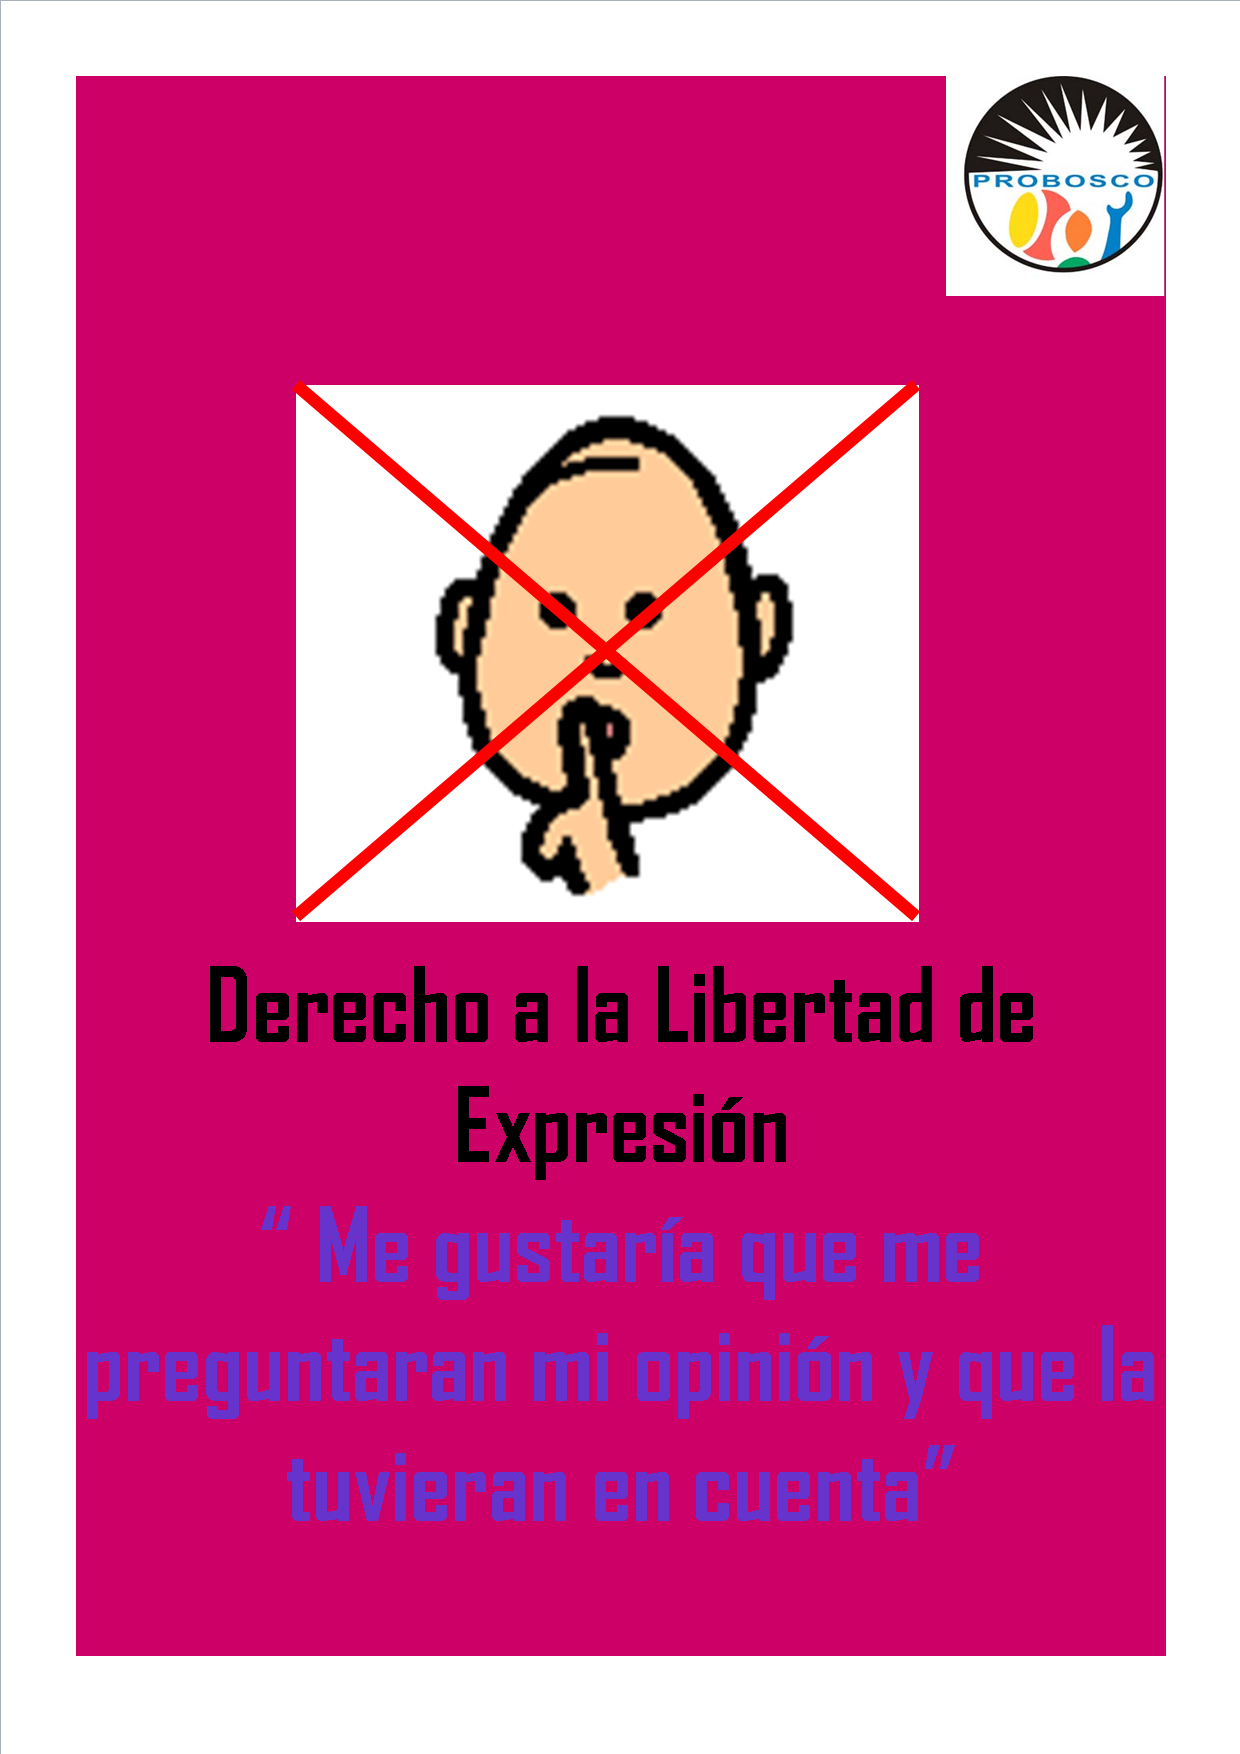 PROBOSCO
Derecho a la Libertad de
Expresión
“ Me gustaría que me
preguntaran mi opinión y que la
tuvieran en cuenta”